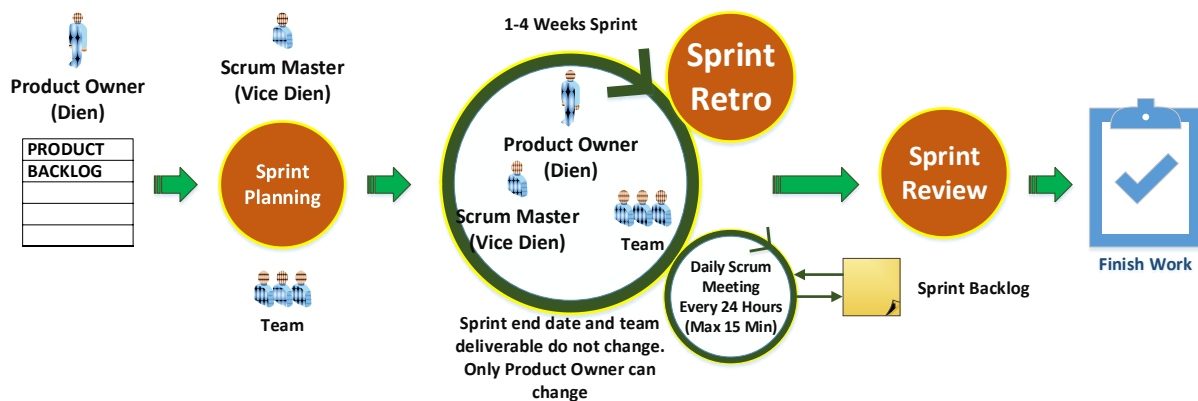 Product Owner
(Dien)
PRODUCT
BACKLOG
Scrum Master
(Vice Dien)
Sprint
Planning
Team
1-4 Weeks Sprint
Sprint
Retro
Product Owner
(Dien)
Scrum Master
(Vice Dien)
Team
Sprint end date and team
deliverable do not change.
Only Product Owner can
change
Daily Scrum
Meeting
Every 24 Hours
(Max 15 Min)
Sprint Backlog
Sprint
Review
Finish Work